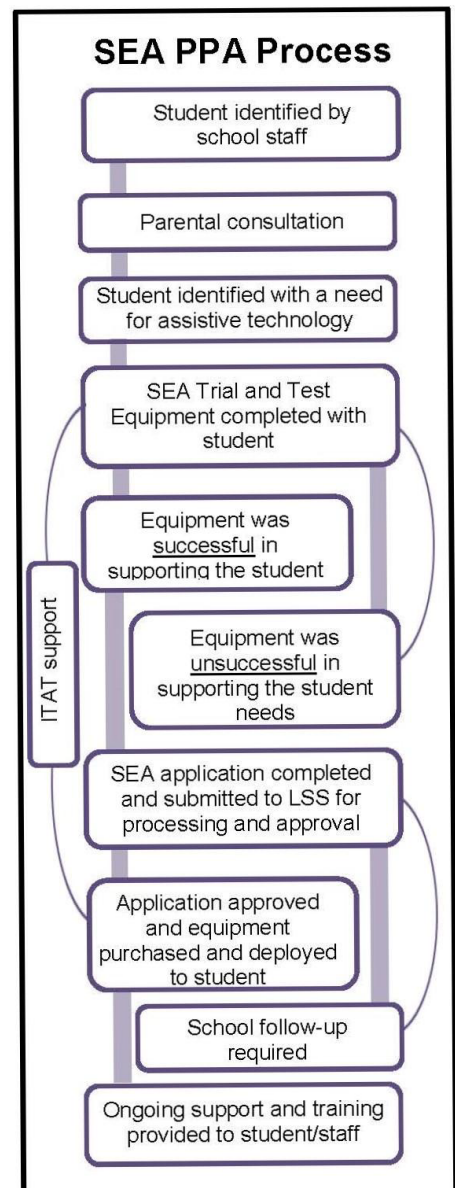 SEA PPA Process
Student identified by
school staff
Parental consultation
Student identified with a need
for assistive technology
SEA Trial and Test
Equipment completed with
student
Equipment was
successful in
supporting the student
Equipment was
unsuccessful in
supporting the student
needs
ITAT support
SEA application completed
and submitted to LSS for
processing and approval
Application approved
and equipment
purchased and deployed
to student
School follow-up
required
Ongoing support and training
provided to student/staff